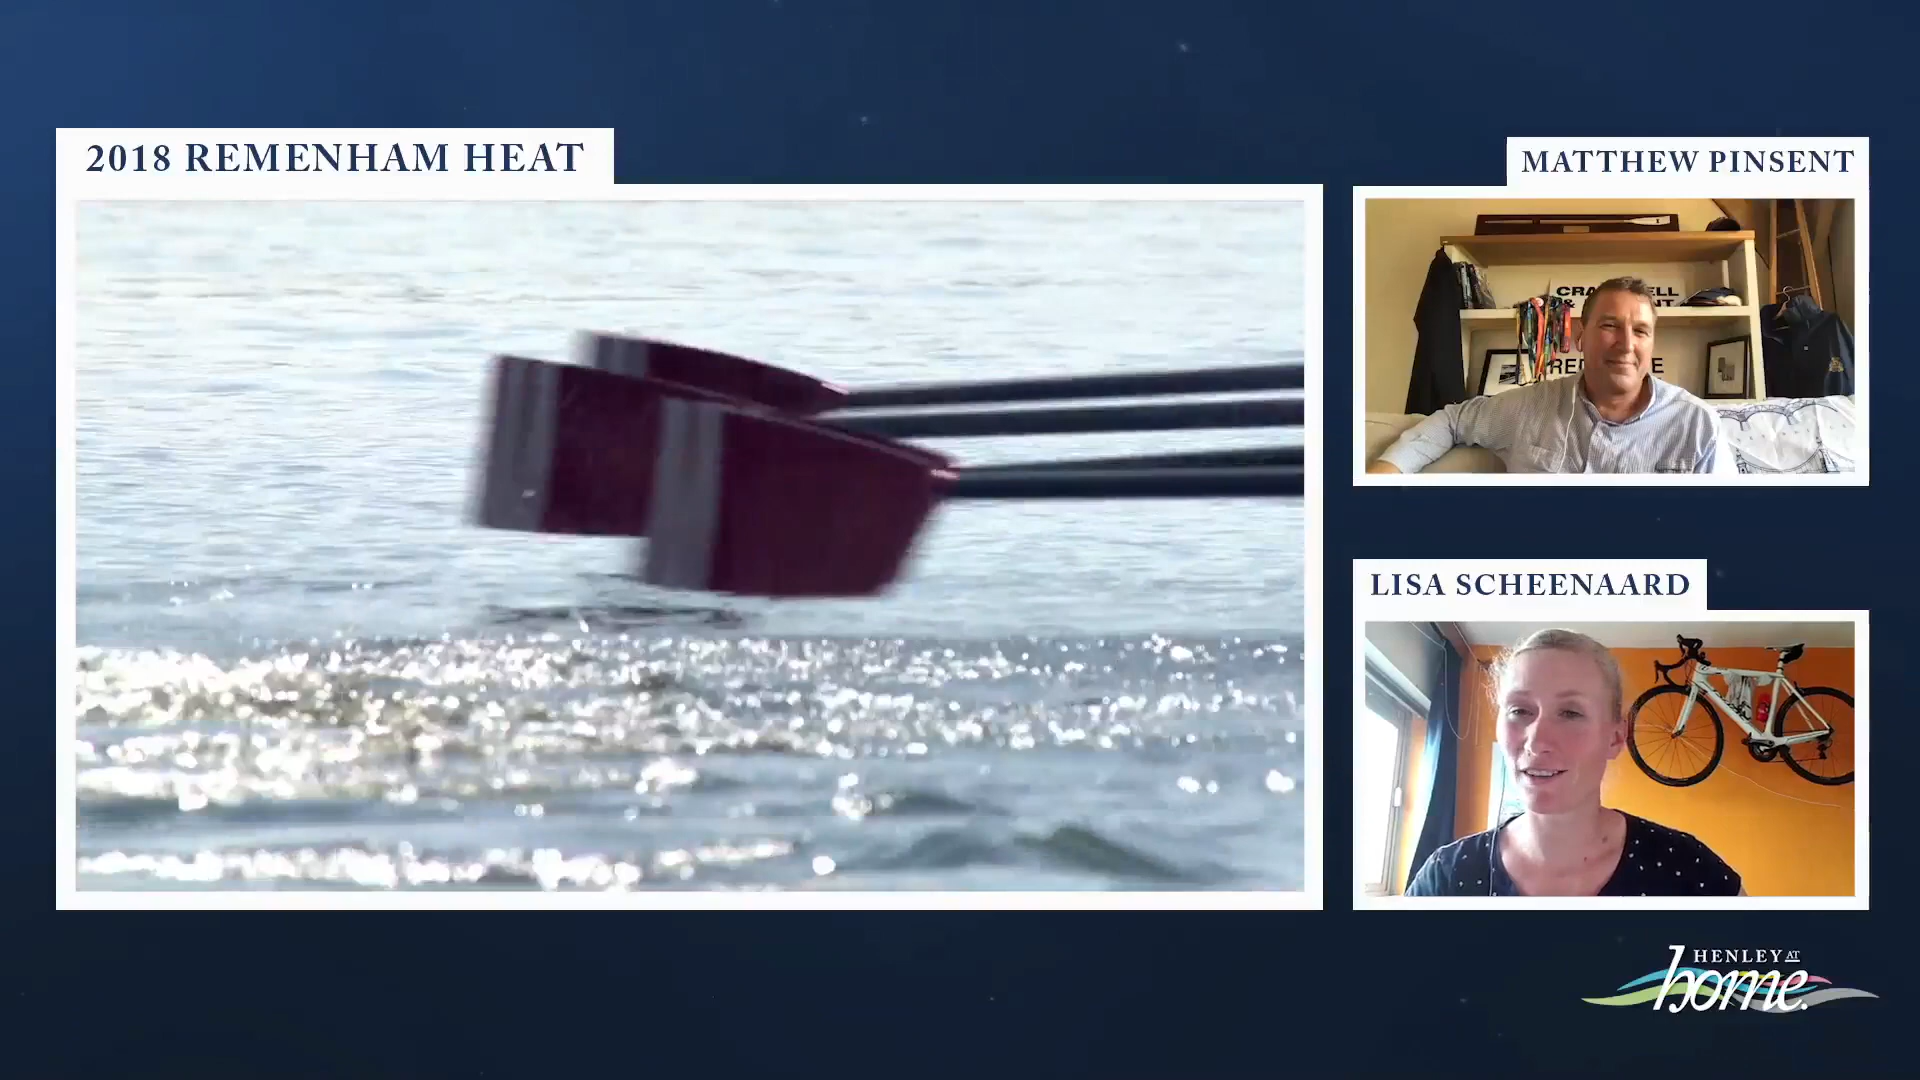 2018 REMENHAM HEAT
MATTHEW PINSENT
LISA SCHEENAARD
HENLEY AT
home.